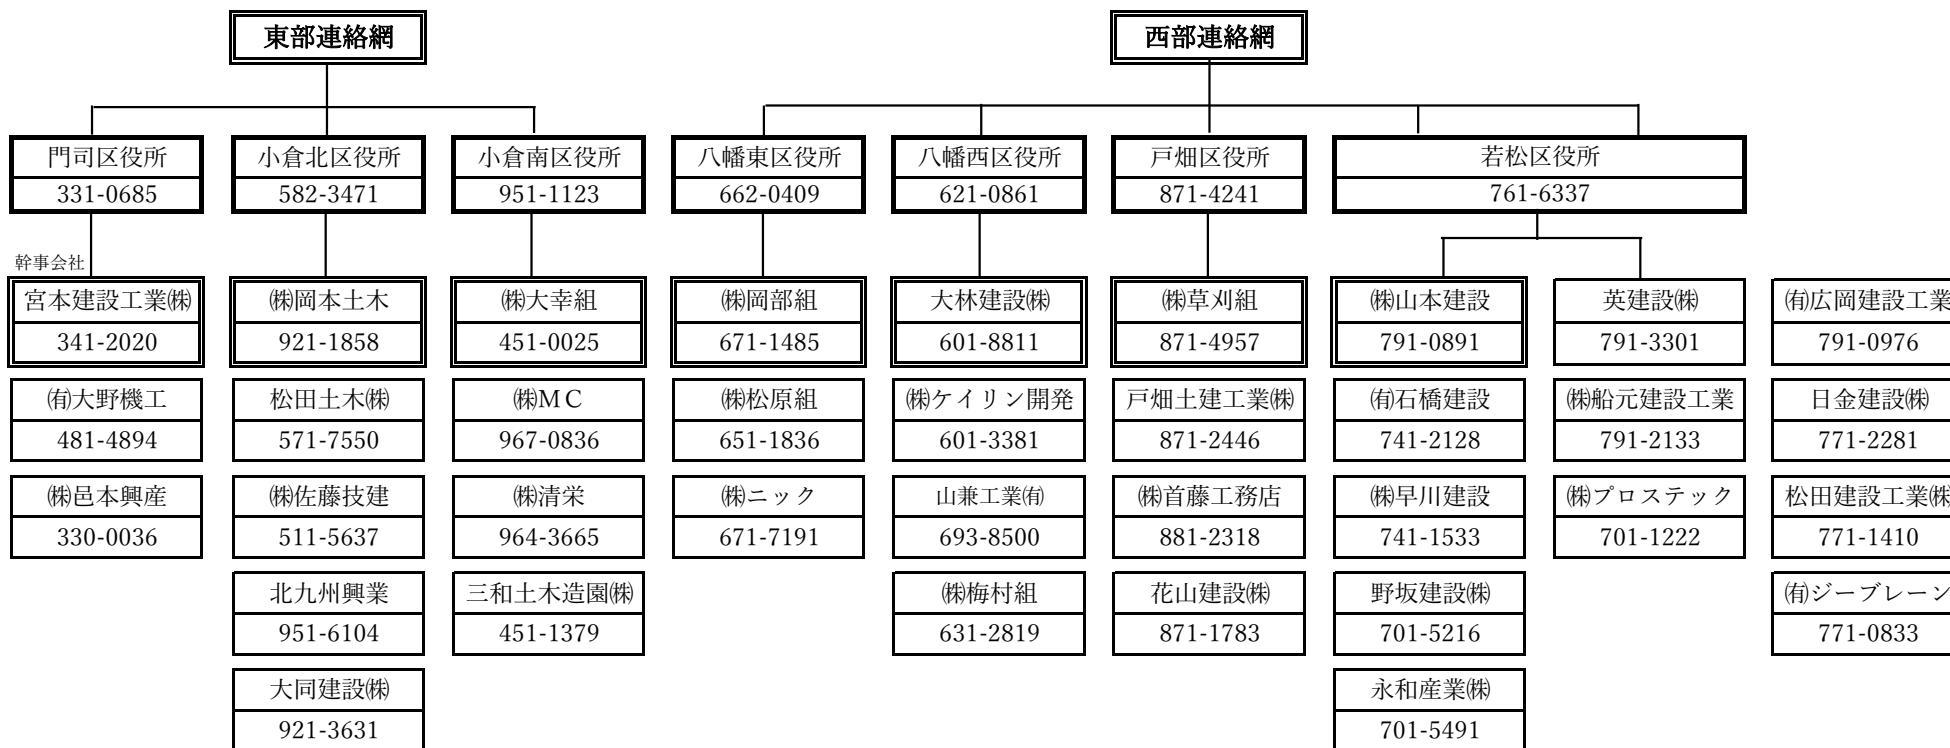 東部連絡網
西部連絡網
門司区役所
331-0685
小倉北区役所
582-3471
小倉南区役所
951-1123
八幡東区役所
662-0409
八幡西区役所
621-0861
戸畑区役所
871-4241
若松区役所
761-6337
幹事会社
宮本建設工業㈱
341-2020
㈲大野機工
481-4894
㈱邑本興産
330-0036
㈱岡本土木
921-1858
松田土木㈱
571-7550
㈱佐藤技建
511-5637
北九州興業
951-6104
大同建設㈱
921-3631
㈱大幸組
451-0025
㈱MC
967-0836
㈱清栄
964-3665
三和土木造園㈱
451-1379
㈱岡部組
671-1485
㈱松原組
651-1836
㈱ニック
671-7191
大林建設㈱
601-8811
㈱ケイリン開発
601-3381
山兼工業㈲
693-8500
㈱梅村組
631-2819
㈱草刈組
871-4957
戸畑土建工業㈱
871-2446
㈱首藤工務店
881-2318
花山建設㈱
871-1783
㈱山本建設
791-0891
㈲石橋建設
741-2128
㈱早川建設
741-1533
野坂建設㈱
701-5216
永和産業㈱
701-5491
英建設㈱
791-3301
㈱船元建設工業
791-2133
㈱プロステック
701-1222
㈲広岡建設工業
791-0976
日金建設㈱
771-2281
松田建設工業㈱
771-1410
㈲ジーブレーン
771-0833